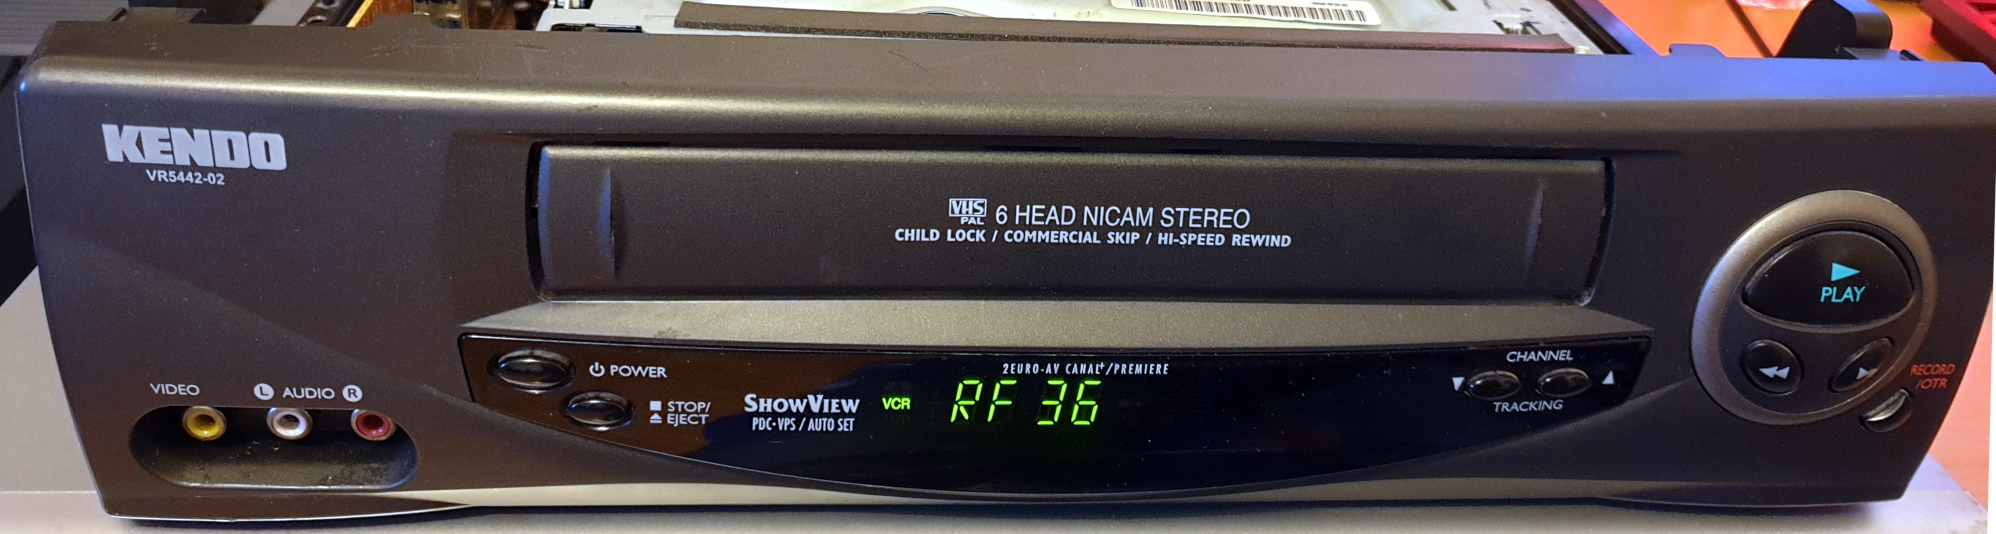 KENDO
VR5442-02
VHS
PAL
6 HEAD NICAM STEREO
CHILD LOCK / COMMERCIAL SKIP / HI-SPEED REWIND
PLAY
RECORD
/OTR
POWER
STOP/
EJECT
SHOWVIEW
PDC·VPS / AUTO SET
VCR
2EURO-AV CANAL+/PREMIERE
RF 36
CHANNEL
TRACKING
VIDEO
L AUDIO R